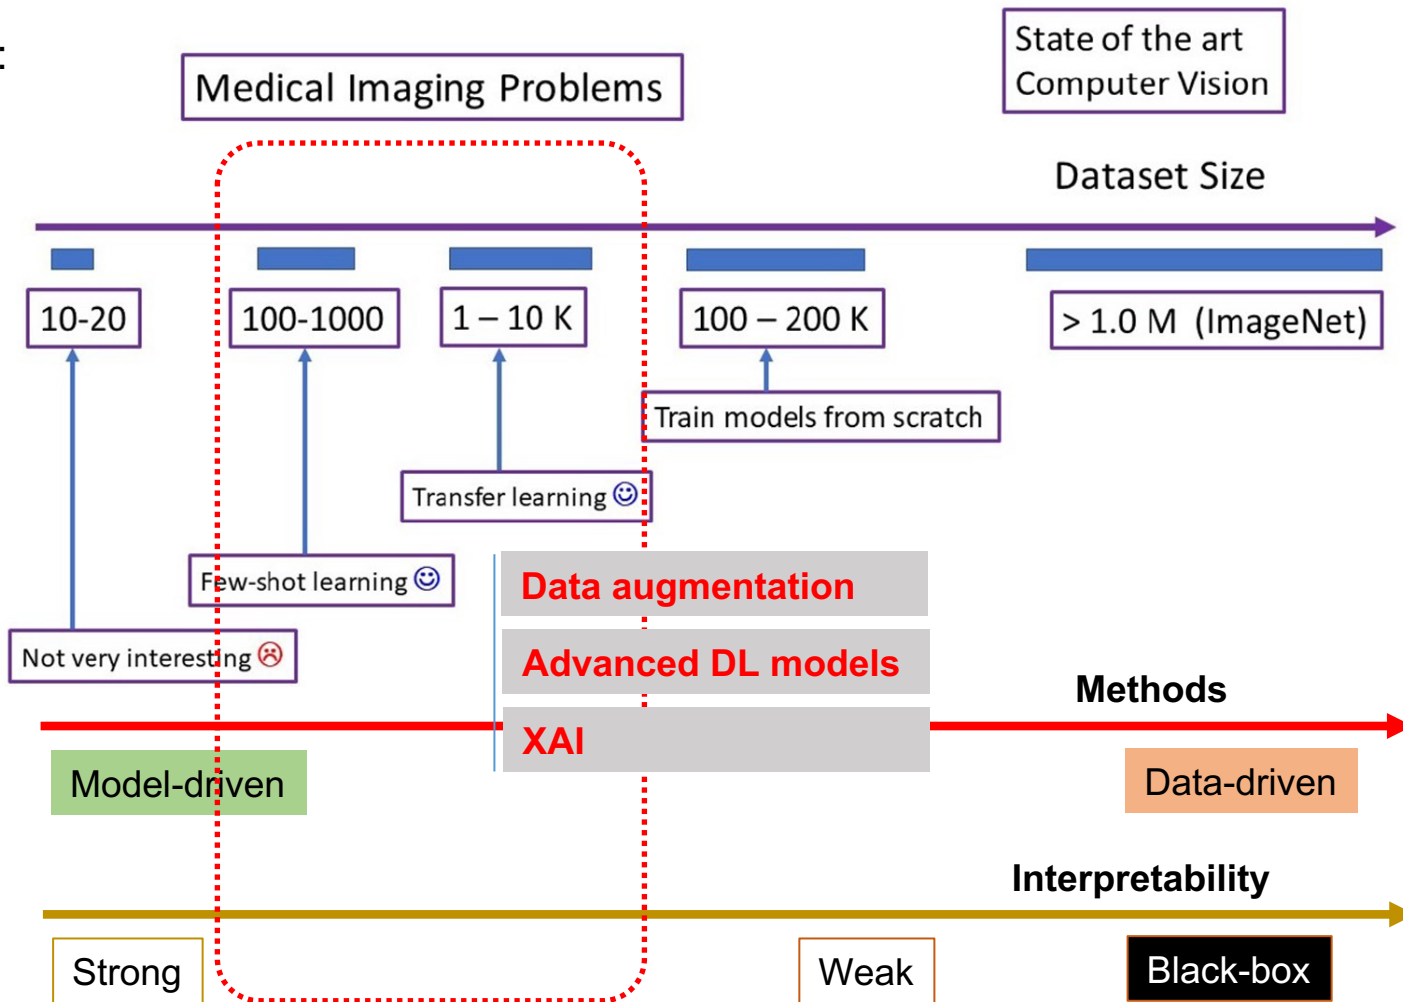 :
Medical Imaging Problems
State of the art
Computer Vision
Dataset Size
10-20
100-1000
1 – 10 K
100 – 200 K
> 1.0 M (ImageNet)
Train models from scratch
Transfer learning ☺
Few-shot learning ☺
Not very interesting ☹
Data augmentation
Advanced DL models
XAI
Methods
Model-driven
Data-driven
Interpretability
Strong
Weak
Black-box